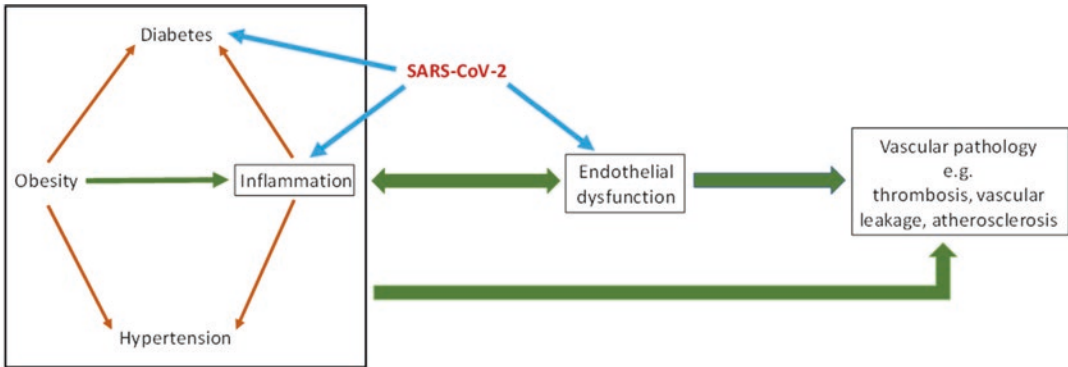 Diabetes
SARS-CoV-2
Obesity
Inflammation
Endothelial
dysfunction
Vascular pathology
e.g.
thrombosis, vascular
leakage, atherosclerosis
Hypertension